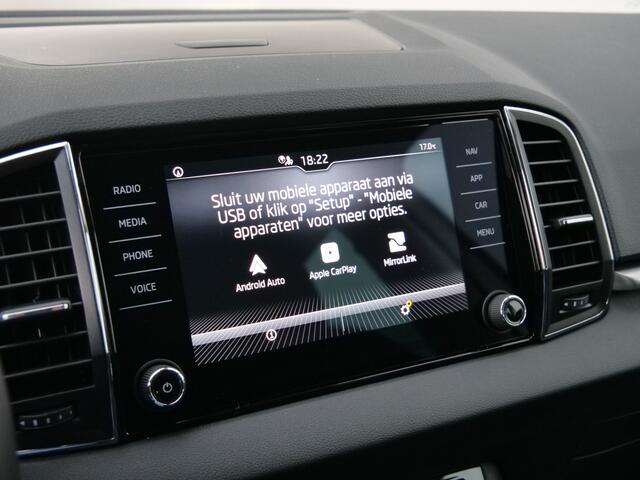 18:22
17.0°C
RADIO
MEDIA
PHONE
VOICE
Sluit uw mobiele apparaat aan via
USB of klik op "Setup" - "Mobiele
apparaten" voor meer opties.
Android Auto
Apple CarPlay
MirrorLink
NAV
APP
CAR
MENU